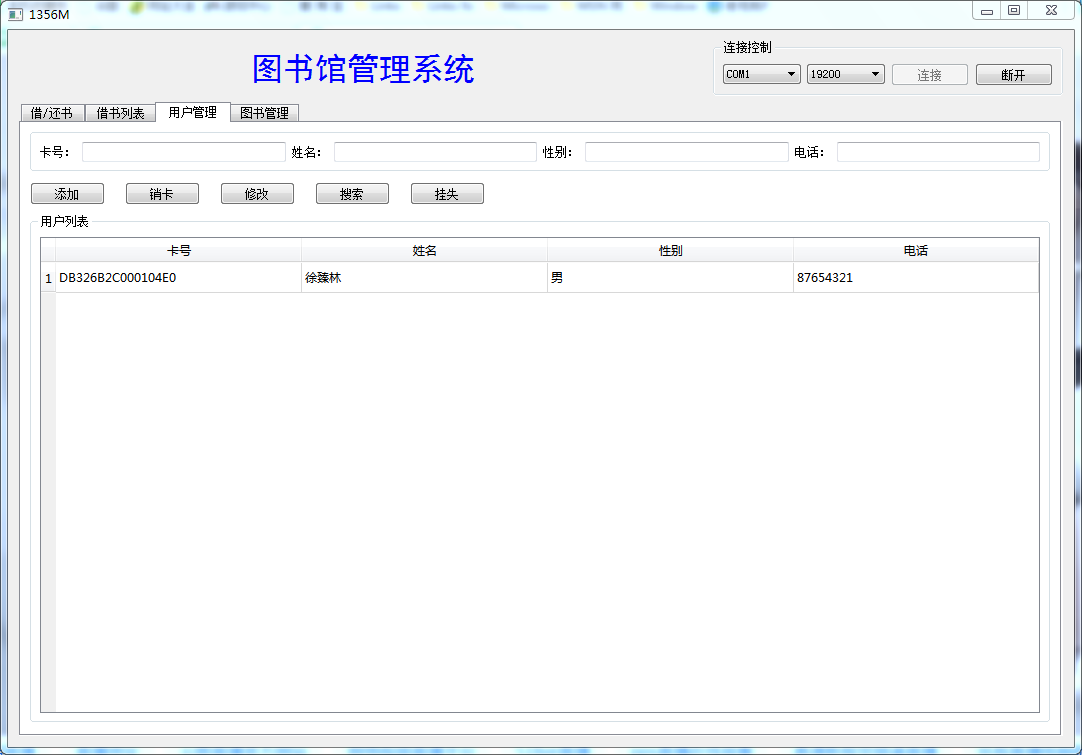 1356M
图书馆管理系统
连接控制
COM1 19200 连接 断开
借/还书 借书列表 用户管理 图书管理
卡号: 姓名: 性别: 电话:
添加 销卡 修改 搜索 挂失
用户列表
卡号 姓名 性别 电话
1 DB326B2C000104E0 徐臻林 男 87654321